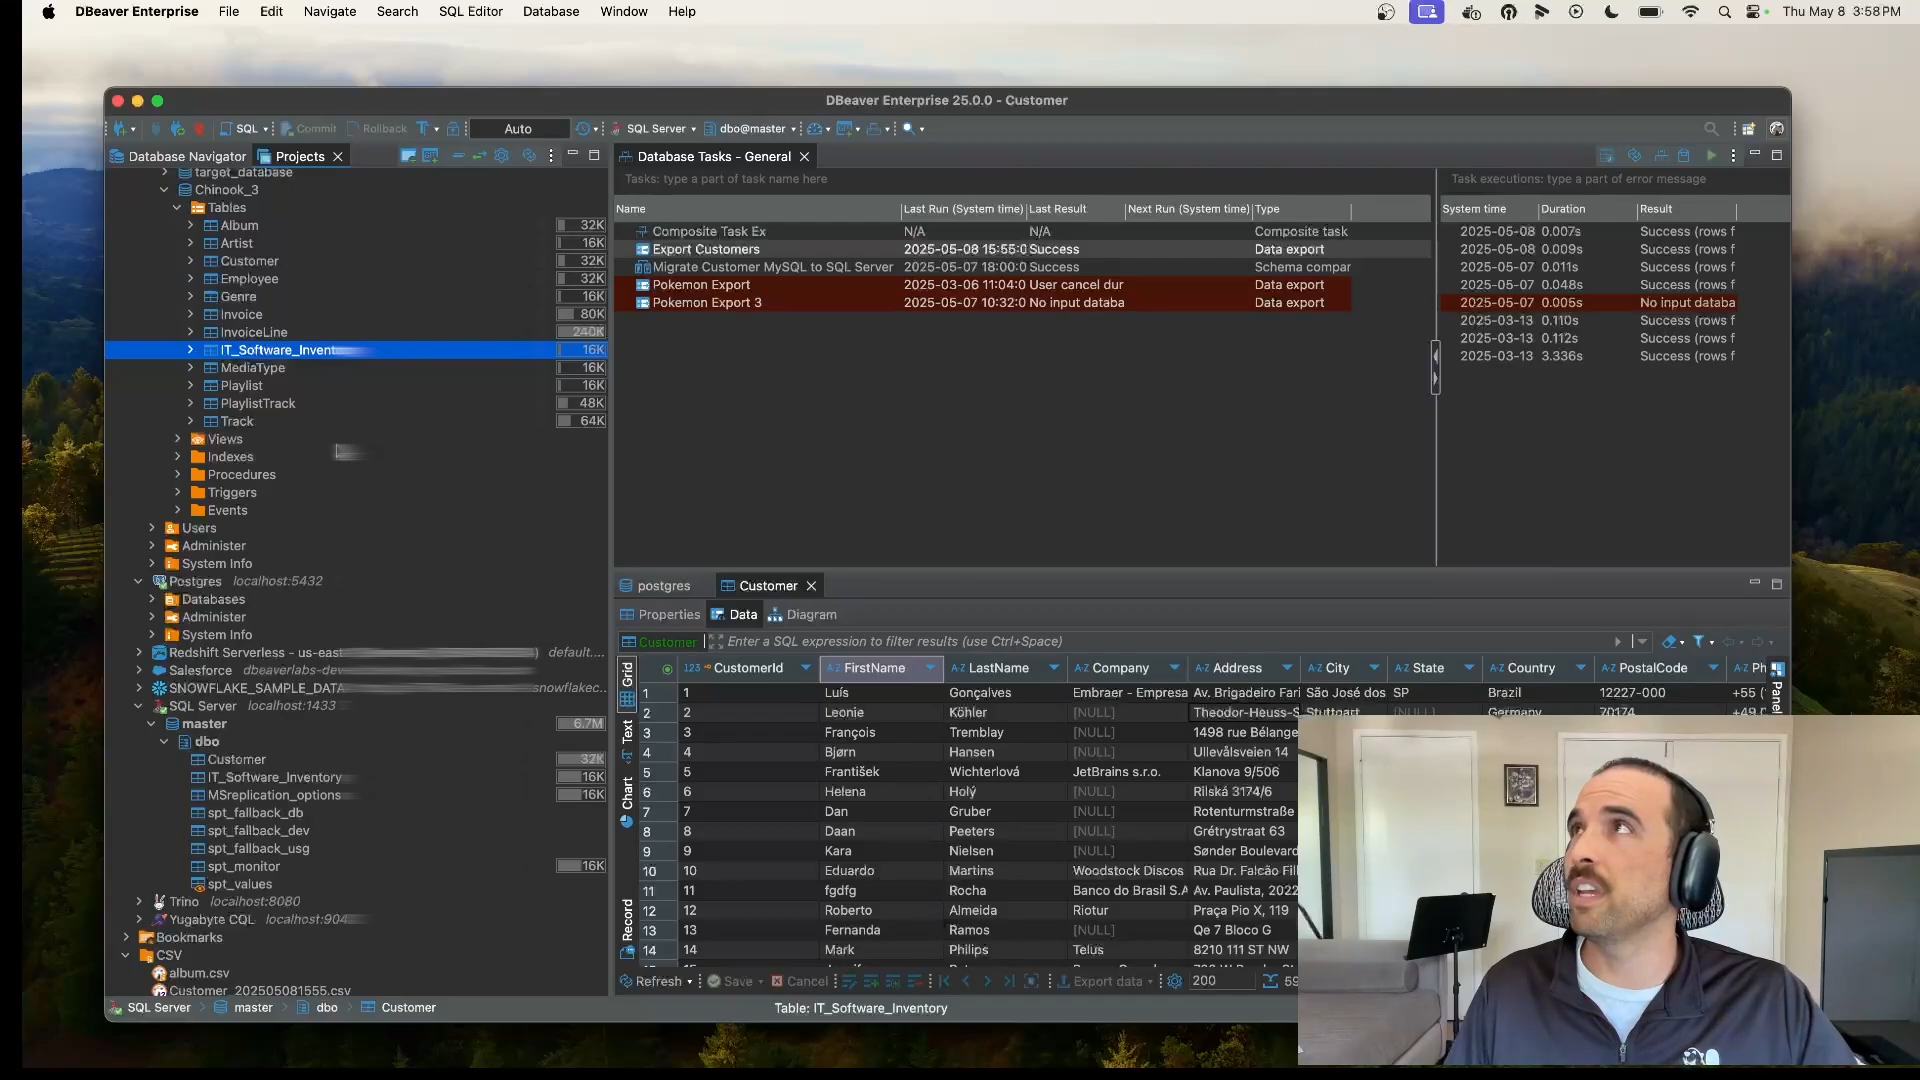 DBeaver Enterprise File Edit Navigate Search SQL Editor Database Window Help Thu May 8 3:58 PM
DBeaver Enterprise 25.0.0 - Customer
SQL Commit Rollback T Auto SQL Server dbo@master
Database Navigator Projects
target_database
Chinook_3
Tables
Album 32K
Artist 16K
Customer 32K
Employee 32K
Genre 16K
Invoice 80K
InvoiceLine 240K
IT_Software_Invent 16K
MediaType 16K
Playlist 16K
PlaylistTrack 48K
Track 64K
Views
Indexes
Procedures
Triggers
Events
Users
Administer
System Info
Postgres localhost:5432
Databases
Administer
System Info
Redshift Serverless - us-east ) default....
Salesforce dbeaverlabs-dev
SNOWFLAKE_SAMPLE_DATA snowflakec...
SQL Server localhost:1433
master 6.7M
dbo
Customer 32K
IT_Software_Inventory 16K
MSreplication_options 16K
spt_fallback_db
spt_fallback_dev
spt_fallback_usg
spt_monitor 16K
spt_values
Trino localhost:8080
Yugabyte CQL localhost:904
Bookmarks
CSV
album.csv
Customer_202505081555.csv
Database Tasks - General
Tasks: type a part of task name here
Name Last Run (System time) Last Result Next Run (System time) Type
Composite Task Ex N/A N/A Composite task
Export Customers 2025-05-08 15:55:0 Success Data export
Migrate Customer MySQL to SQL Server 2025-05-07 18:00:0 Success Schema compar
Pokemon Export 2025-03-06 11:04:0 User cancel dur Data export
Pokemon Export 3 2025-05-07 10:32:0 No input databa Data export
Task executions: type a part of error message
System time Duration Result
2025-05-08 0.007s Success (rows f
2025-05-08 0.009s Success (rows f
2025-05-07 0.011s Success (rows f
2025-05-07 0.048s Success (rows f
2025-05-07 0.005s No input databa
2025-03-13 0.110s Success (rows f
2025-03-13 0.112s Success (rows f
2025-03-13 3.336s Success (rows f
postgres Customer
Properties Data Diagram
Customer Enter a SQL expression to filter results (use Ctrl+Space)
Grid
Text
Chart
Record
Panel
123 CustomerId A-Z FirstName A-Z LastName A-Z Company A-Z Address A-Z City A-Z State A-Z Country A-Z PostalCode A-Z Ph
1 1 Luís Gonçalves Embraer - Empresa Av. Brigadeiro Fari São José dos SP Brazil 12227-000 +55 (
2 2 Leonie Köhler [NULL] Theodor-Heuss-S Stuttgart [NULL] Germany 70174 +49
3 3 François Tremblay [NULL] 1498 rue Bélange
4 4 Bjørn Hansen [NULL] Ullevålsveien 14
5 5 František Wichterlová JetBrains s.r.o. Klanova 9/506
6 6 Helena Holý [NULL] Rilská 3174/6
7 7 Dan Gruber [NULL] Rotenturmstraße
8 8 Daan Peeters [NULL] Grétrystraat 63
9 9 Kara Nielsen [NULL] Sønder Boulevard
10 10 Eduardo Martins Woodstock Discos Rua Dr. Falcão Fil
11 11 fgdfg Rocha Banco do Brasil S.A Av. Paulista, 2022
12 12 Roberto Almeida Riotur Praça Pio X, 119
13 13 Fernanda Ramos [NULL] Qe 7 Bloco G
14 14 Mark Philips Telus 8210 111 ST NW
Refresh Save Cancel Export data 200 59
SQL Server master dbo Customer Table: IT_Software_Inventory